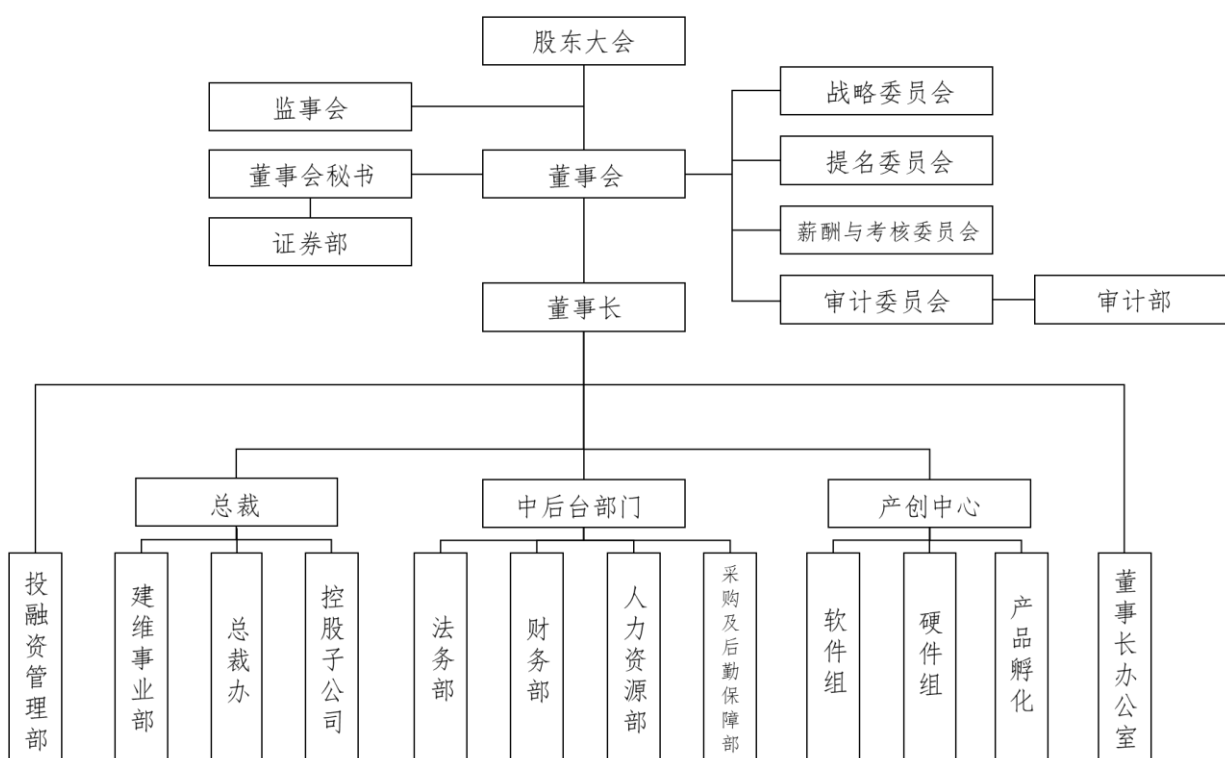 股东大会
监事会
战略委员会
董事会秘书
董事会
提名委员会
证券部
薪酬与考核委员会
董事长
审计委员会
审计部
总裁
中后台部门
产创中心
投融资管理部
建维事业部
总裁办
控股子公司
法务部
财务部
人力资源部
采购及后勤保障部
软件组
硬件组
产品孵化
董事长办公室